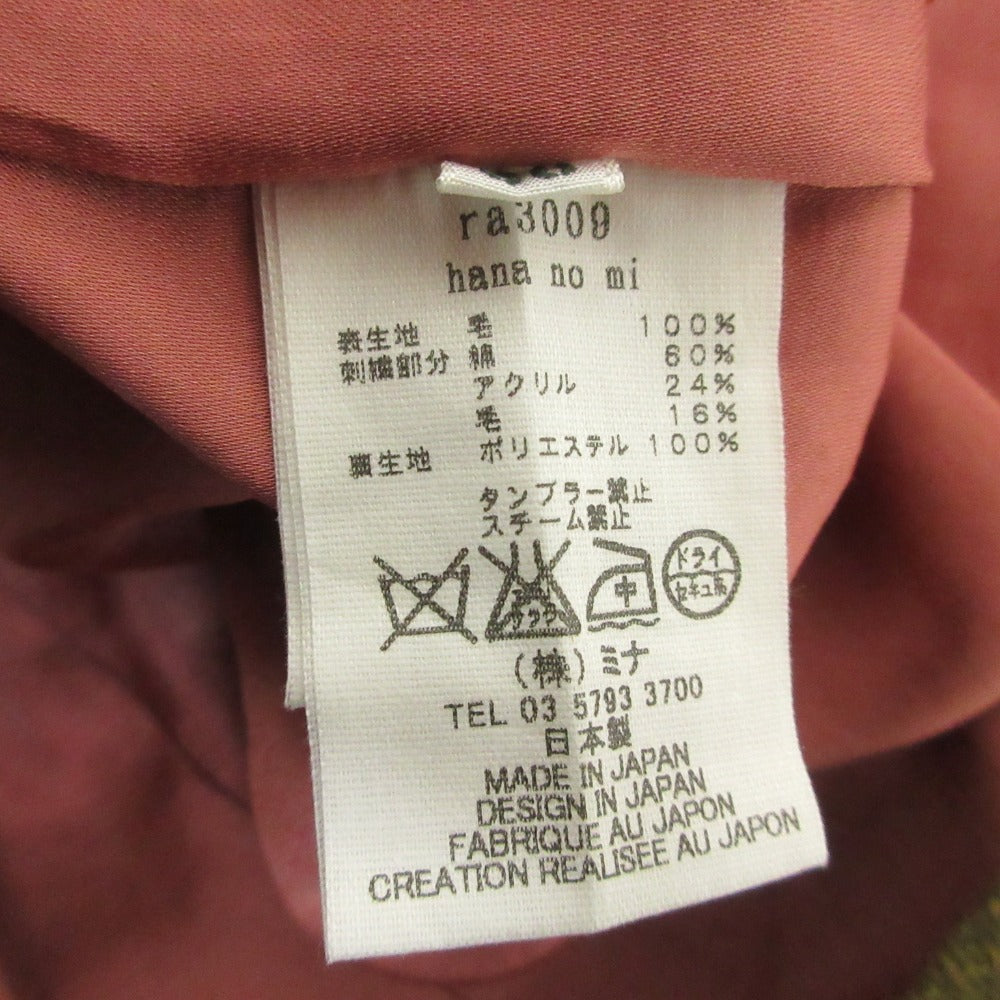 ra3009
hana no mi
表生地 毛 100%
刺繍部分 綿 60%
アクリル 24%
毛 16%
裏生地 ポリエステル 100%
タンブラー禁止
スチーム禁止
中
ドライ
セキユ系
(株)ミナ
TEL 03 5793 3700
日本製
MADE IN JAPAN
DESIGN IN JAPAN
FABRIQUE AU JAPON
CREATION REALISEE AU JAPON